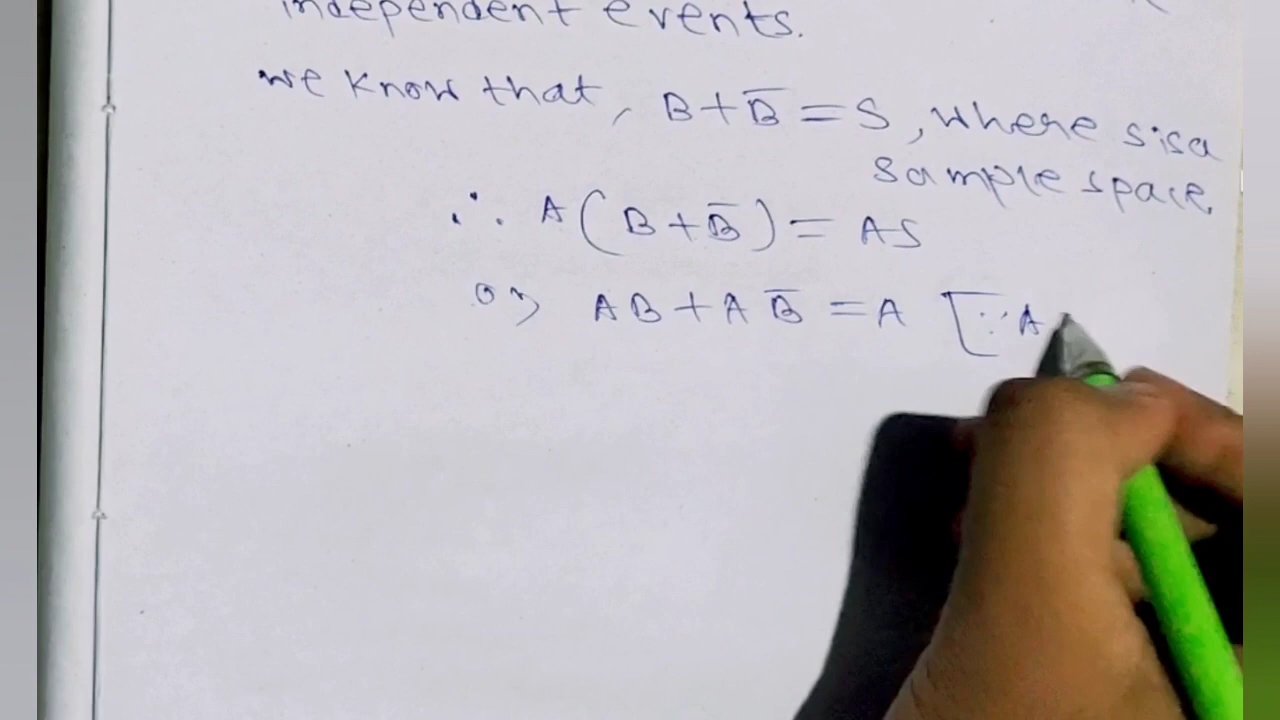 independent events.
we know that, B + B̅ = S, where S is a
sample space.
∴ A(B + B̅) = AS
or, AB + AB̅ = A [∵ A